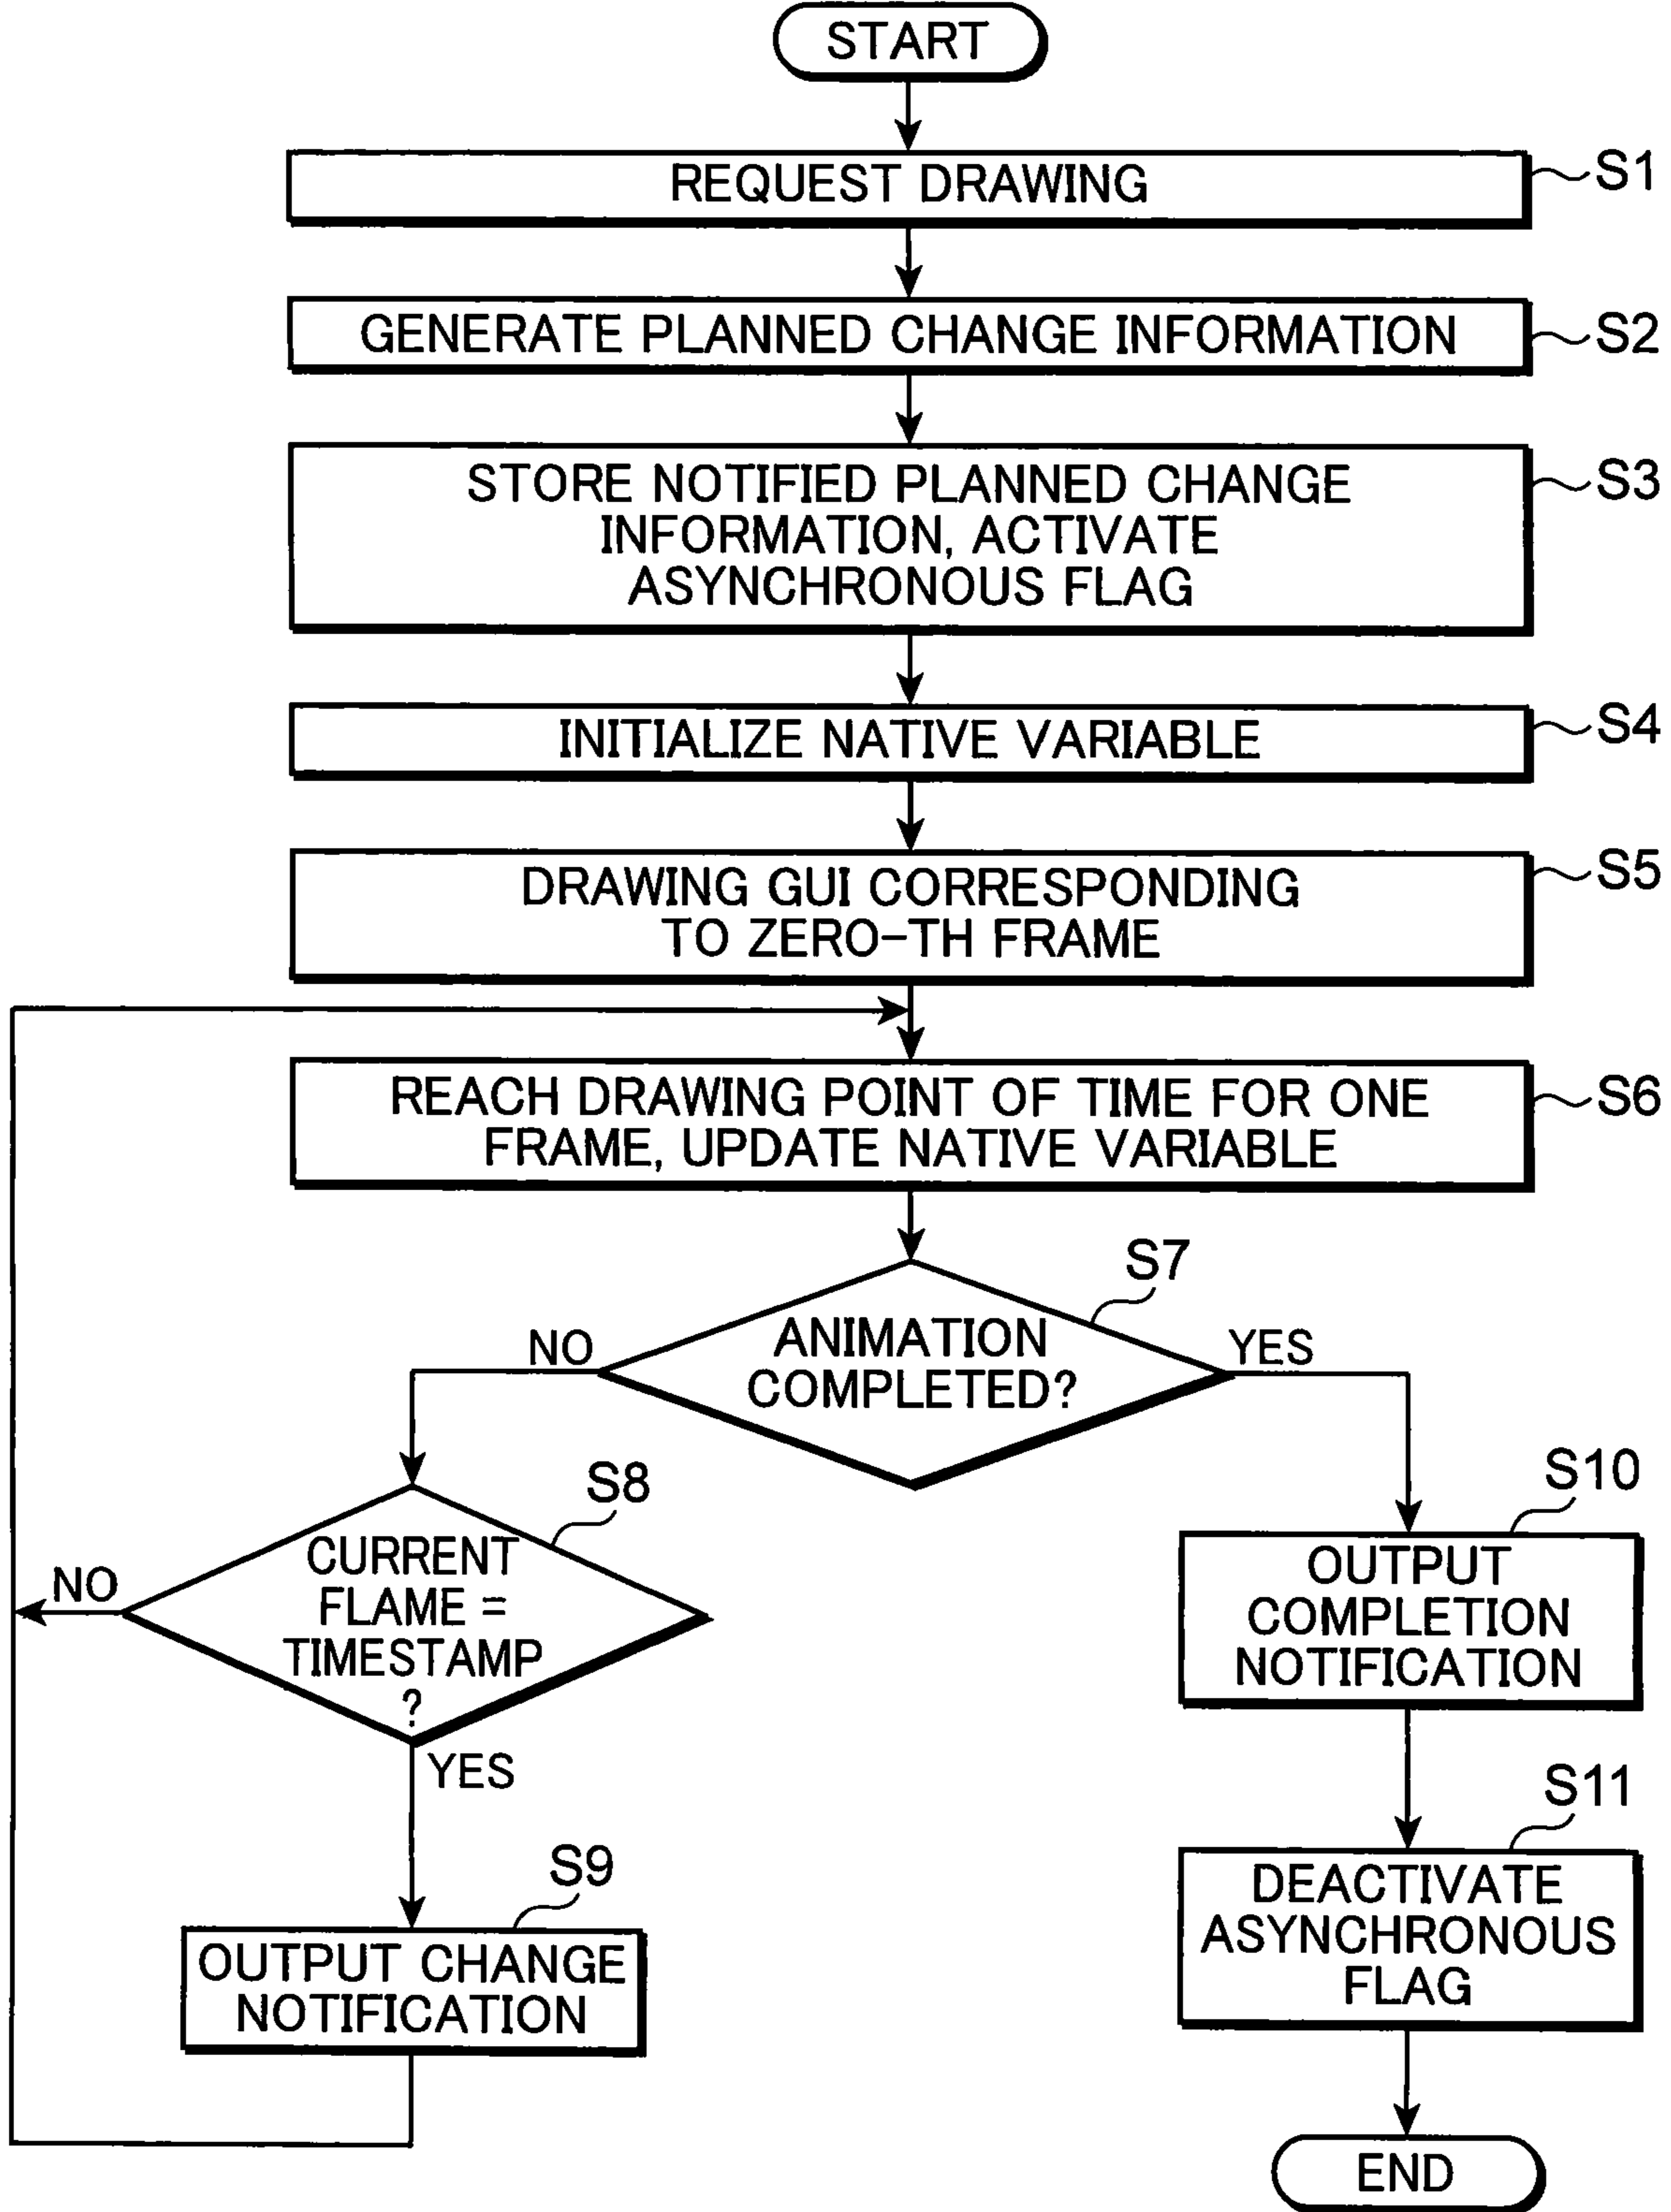 START
REQUEST DRAWING
S1
GENERATE PLANNED CHANGE INFORMATION
S2
STORE NOTIFIED PLANNED CHANGE
INFORMATION, ACTIVATE
ASYNCHRONOUS FLAG
S3
INITIALIZE NATIVE VARIABLE
S4
DRAWING GUI CORRESPONDING
TO ZERO-TH FRAME
S5
REACH DRAWING POINT OF TIME FOR ONE
FRAME, UPDATE NATIVE VARIABLE
S6
S7
ANIMATION
COMPLETED?
NO
YES
S8
CURRENT
FLAME =
TIMESTAMP
?
NO
YES
S9
OUTPUT CHANGE
NOTIFICATION
S10
OUTPUT
COMPLETION
NOTIFICATION
S11
DEACTIVATE
ASYNCHRONOUS
FLAG
END